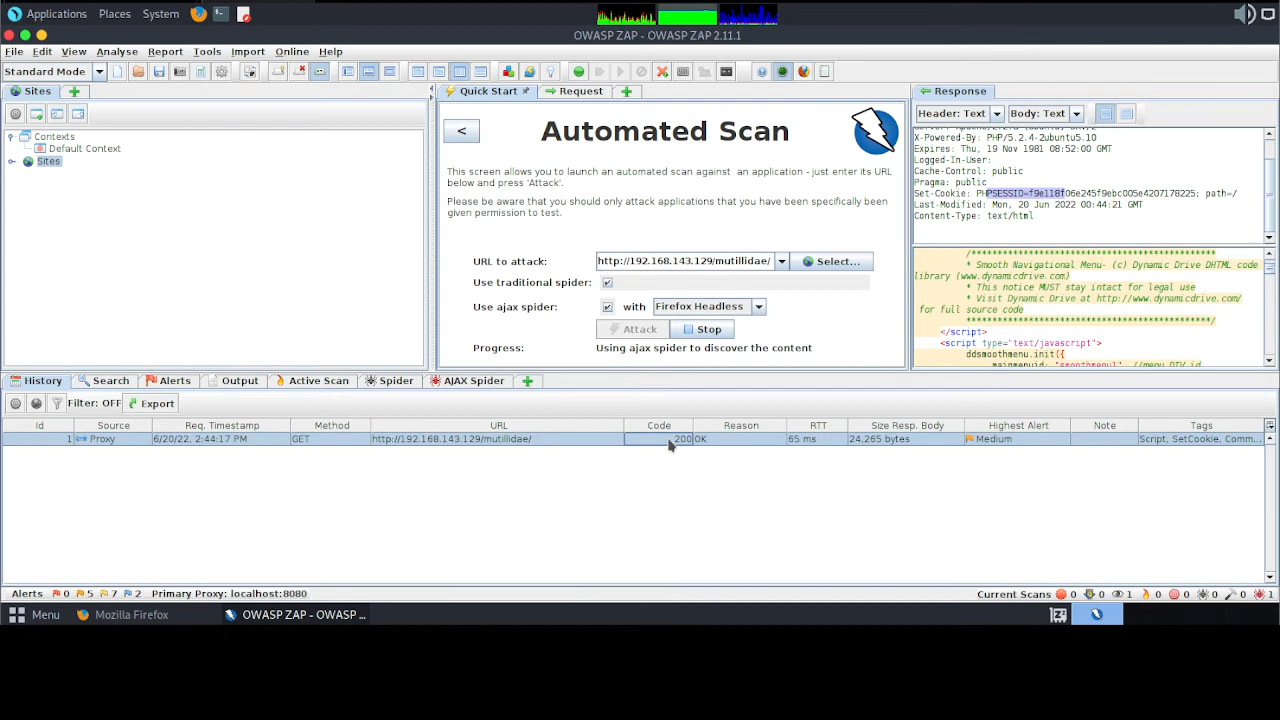 Applications Places System
OWASP ZAP - OWASP ZAP 2.11.1
File Edit View Analyse Report Tools Import Online Help
Standard Mode
Sites
Quick Start
Request
Response
Header: Text
Body: Text
Contexts
Default Context
Sites
<
Automated Scan
This screen allows you to launch an automated scan against an application - just enter its URL
below and press 'Attack'.
Please be aware that you should only attack applications that you have been specifically been
given permission to test.
URL to attack:
http://192.168.143.129/mutillidae/
Select...
Use traditional spider:
Use ajax spider:
with
Firefox Headless
Attack
Stop
Progress:
Using ajax spider to discover the content
X-Powered-By: PHP/5.2.4-2ubuntu5.10
Expires: Thu, 19 Nov 1981 08:52:00 GMT
Logged-In-User:
Cache-Control: public
Pragma: public
Set-Cookie: PHPSESSID=f9e118f06e245f9ebc005e4207178225; path=/
Last-Modified: Mon, 20 Jun 2022 00:44:21 GMT
Content-Type: text/html
/***********************************************
* Smooth Navigational Menu- (c) Dynamic Drive DHTML code
library (www.dynamicdrive.com)
* This notice MUST stay intact for legal use
* Visit Dynamic Drive at http://www.dynamicdrive.com/
for full source code
***********************************************/
</script>
<script type="text/javascript">
ddsmoothmenu.init({
History Search Alerts Output Active Scan Spider AJAX Spider
Filter: OFF Export
Id Source Req. Timestamp Method URL Code Reason RTT Size Resp. Body Highest Alert Note Tags
1 Proxy 6/20/22, 2:44:17 PM GET http://192.168.143.129/mutillidae/ 200 OK 65 ms 24,265 bytes Medium Script, SetCookie, Comm...
Alerts 0 5 7 2 Primary Proxy: localhost:8080
Current Scans 0 0 1 0 0 0 0 1
Menu Mozilla Firefox OWASP ZAP - OWASP ...